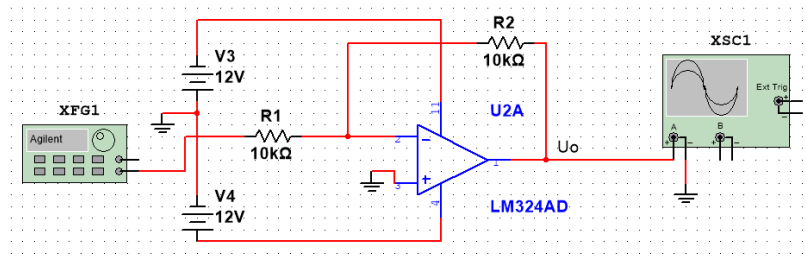 R2
10kΩ
XSC1
Ext Trig
+
-
A
B
+
-
+
-
V3
12V
XFG1
Agilent
R1
10kΩ
11
U2A
2
-
3
+
1
Uo
4
LM324AD
V4
12V